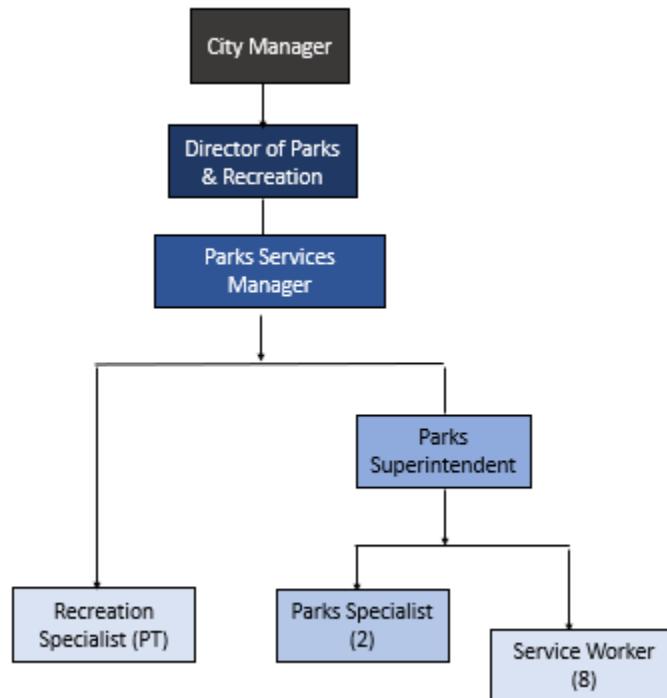 City Manager
Director of Parks
& Recreation
Parks Services
Manager
Parks
Superintendent
Recreation
Specialist (PT)
Parks Specialist
(2)
Service Worker
(8)